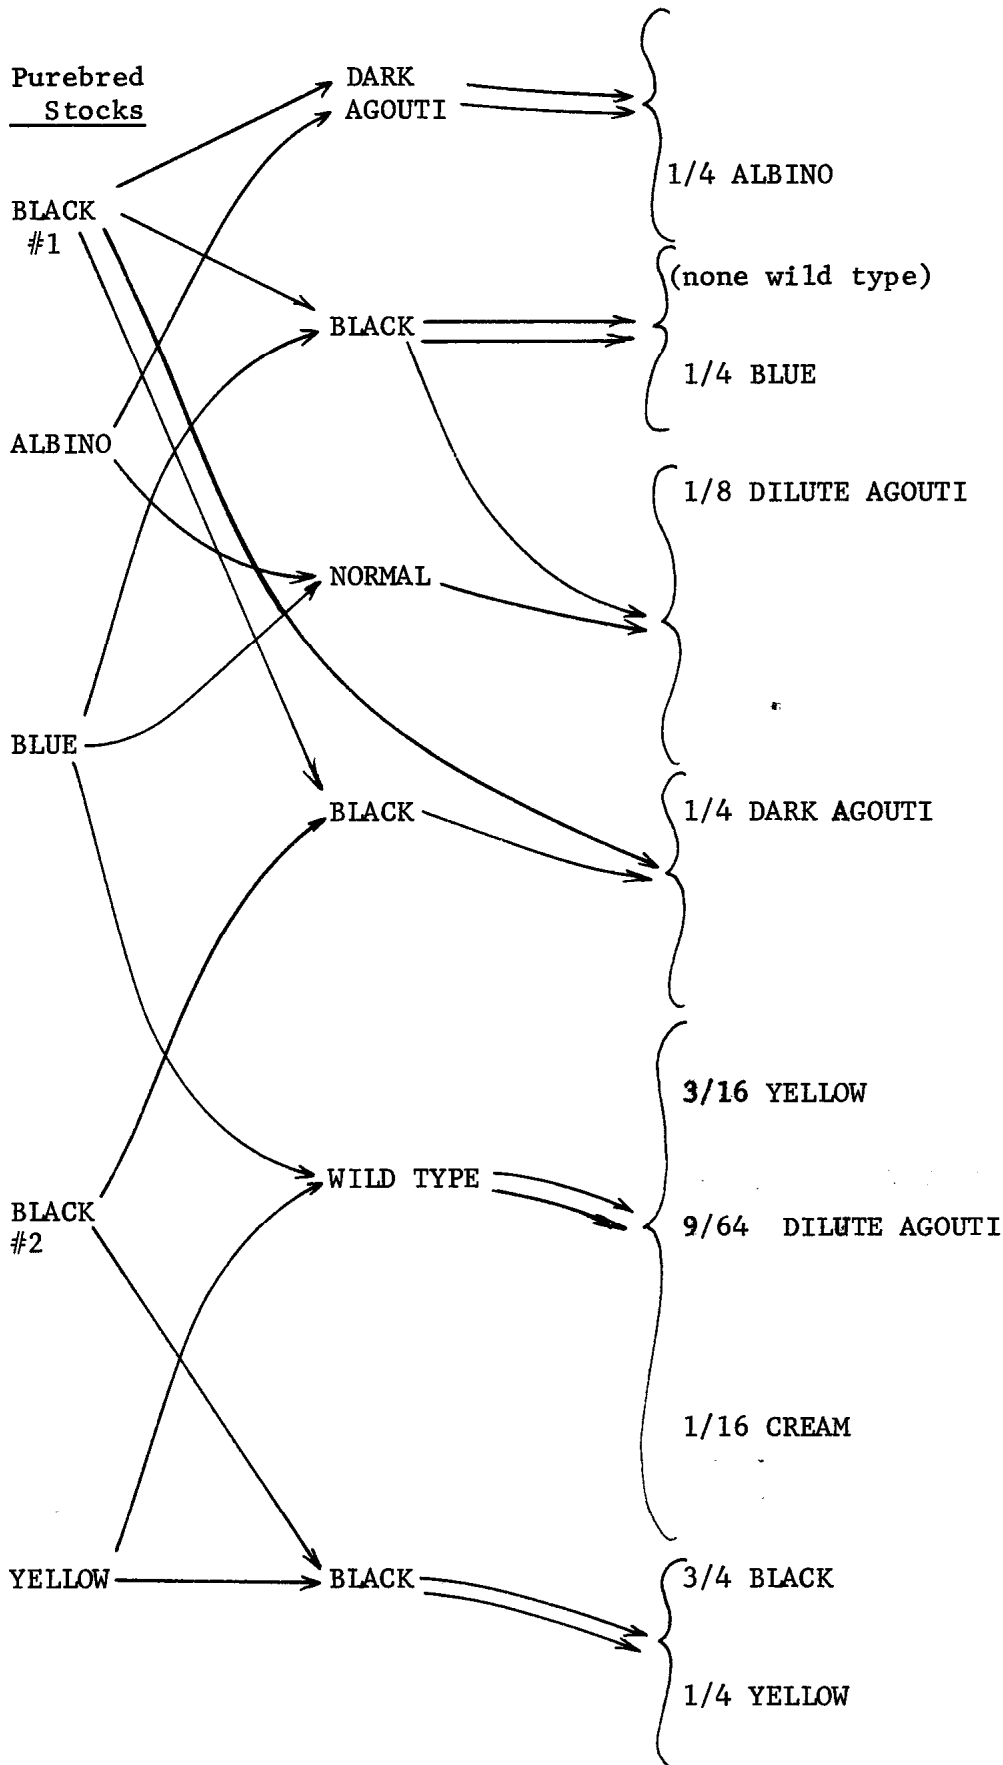 Purebred
Stocks
BLACK
#1
ALBINO
BLUE
BLACK
#2
YELLOW
DARK
AGOUTI
BLACK
NORMAL
BLACK
WILD TYPE
BLACK
1/4 ALBINO
(none wild type)
1/4 BLUE
1/8 DILUTE AGOUTI
1/4 DARK AGOUTI
3/16 YELLOW
9/64 DILUTE AGOUTI
1/16 CREAM
3/4 BLACK
1/4 YELLOW